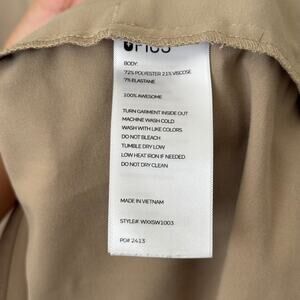 FIGS
BODY:
72% POLYESTER 21% VISCOSE
7% ELASTANE
100% AWESOME
TURN GARMENT INSIDE OUT
MACHINE WASH COLD
WASH WITH LIKE COLORS
DO NOT BLEACH
TUMBLE DRY LOW
LOW HEAT IRON IF NEEDED
DO NOT DRY CLEAN
MADE IN VIETNAM
STYLE# WXXSW1003
PO# 2413